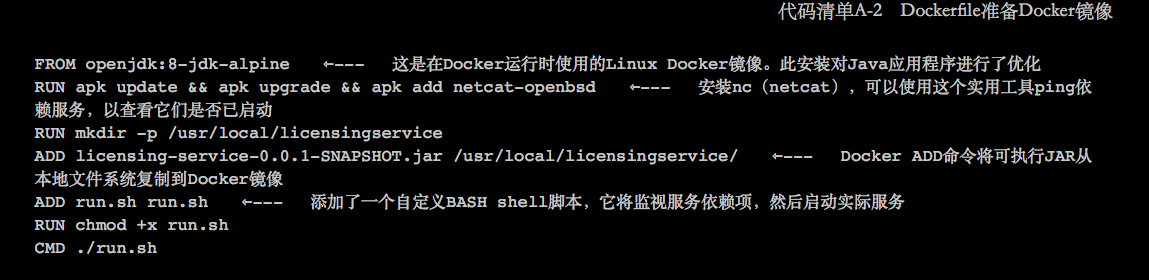 代码清单A-2　Dockerfile准备Docker镜像
FROM openjdk:8-jdk-alpine   ←---   这是在Docker运行时使用的Linux Docker镜像。此安装对Java应用程序进行了优化
RUN apk update && apk upgrade && apk add netcat-openbsd   ←---   安装nc（netcat），可以使用这个实用工具ping依
赖服务，以查看它们是否已启动
RUN mkdir -p /usr/local/licensingservice
ADD licensing-service-0.0.1-SNAPSHOT.jar /usr/local/licensingservice/   ←---   Docker ADD命令将可执行JAR从
本地文件系统复制到Docker镜像
ADD run.sh run.sh   ←---   添加了一个自定义BASH shell脚本，它将监视服务依赖项，然后启动实际服务
RUN chmod +x run.sh
CMD ./run.sh